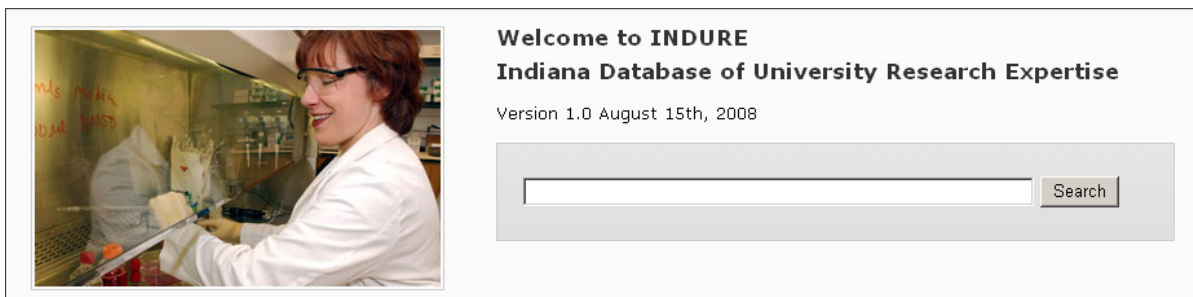 Welcome to INDURE
Indiana Database of University Research Expertise
Version 1.0 August 15th, 2008
Search